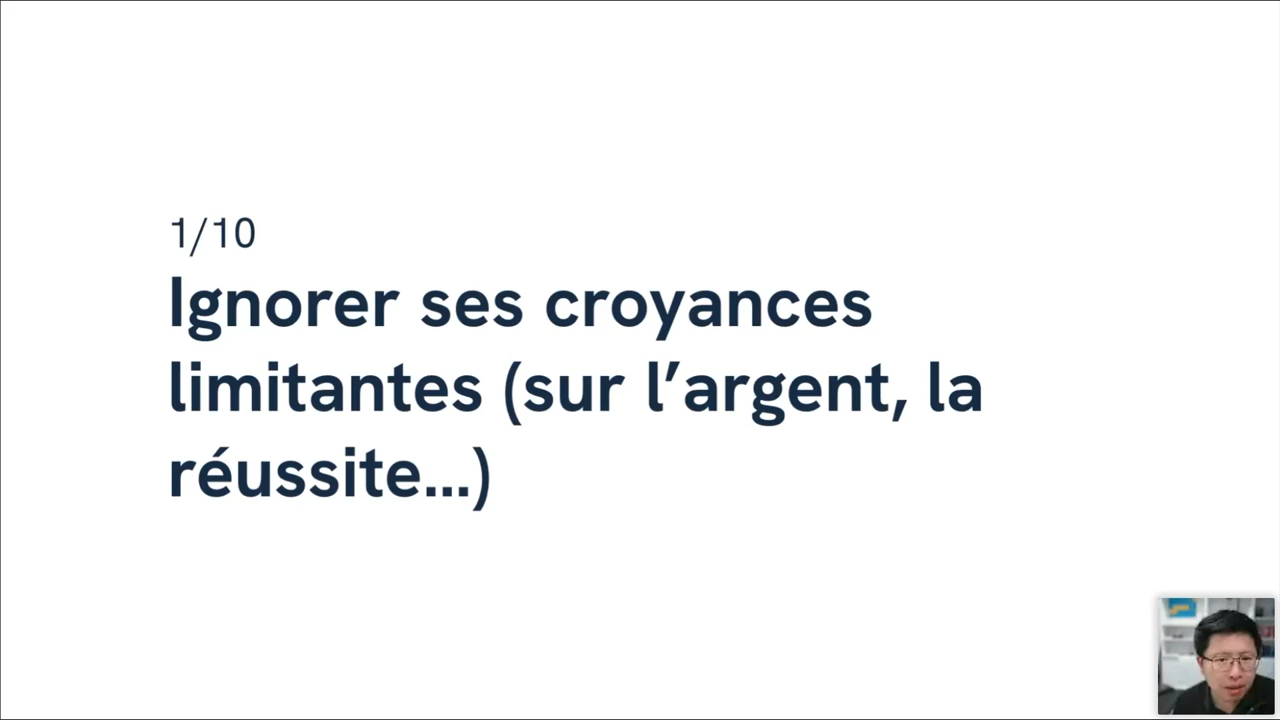 1/10
Ignorer ses croyances
limitantes (sur l’argent, la
réussite...)